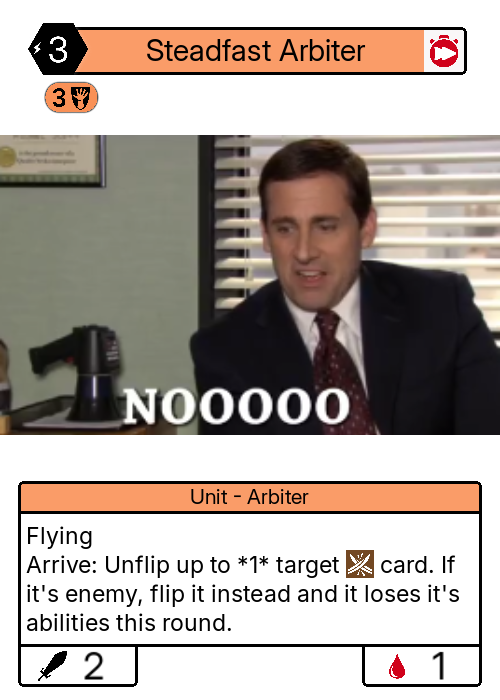 3 Steadfast Arbiter
3
NOOOOO
Unit - Arbiter
Flying
Arrive: Unflip up to *1* target card. If
it's enemy, flip it instead and it loses it's
abilities this round.
2 1